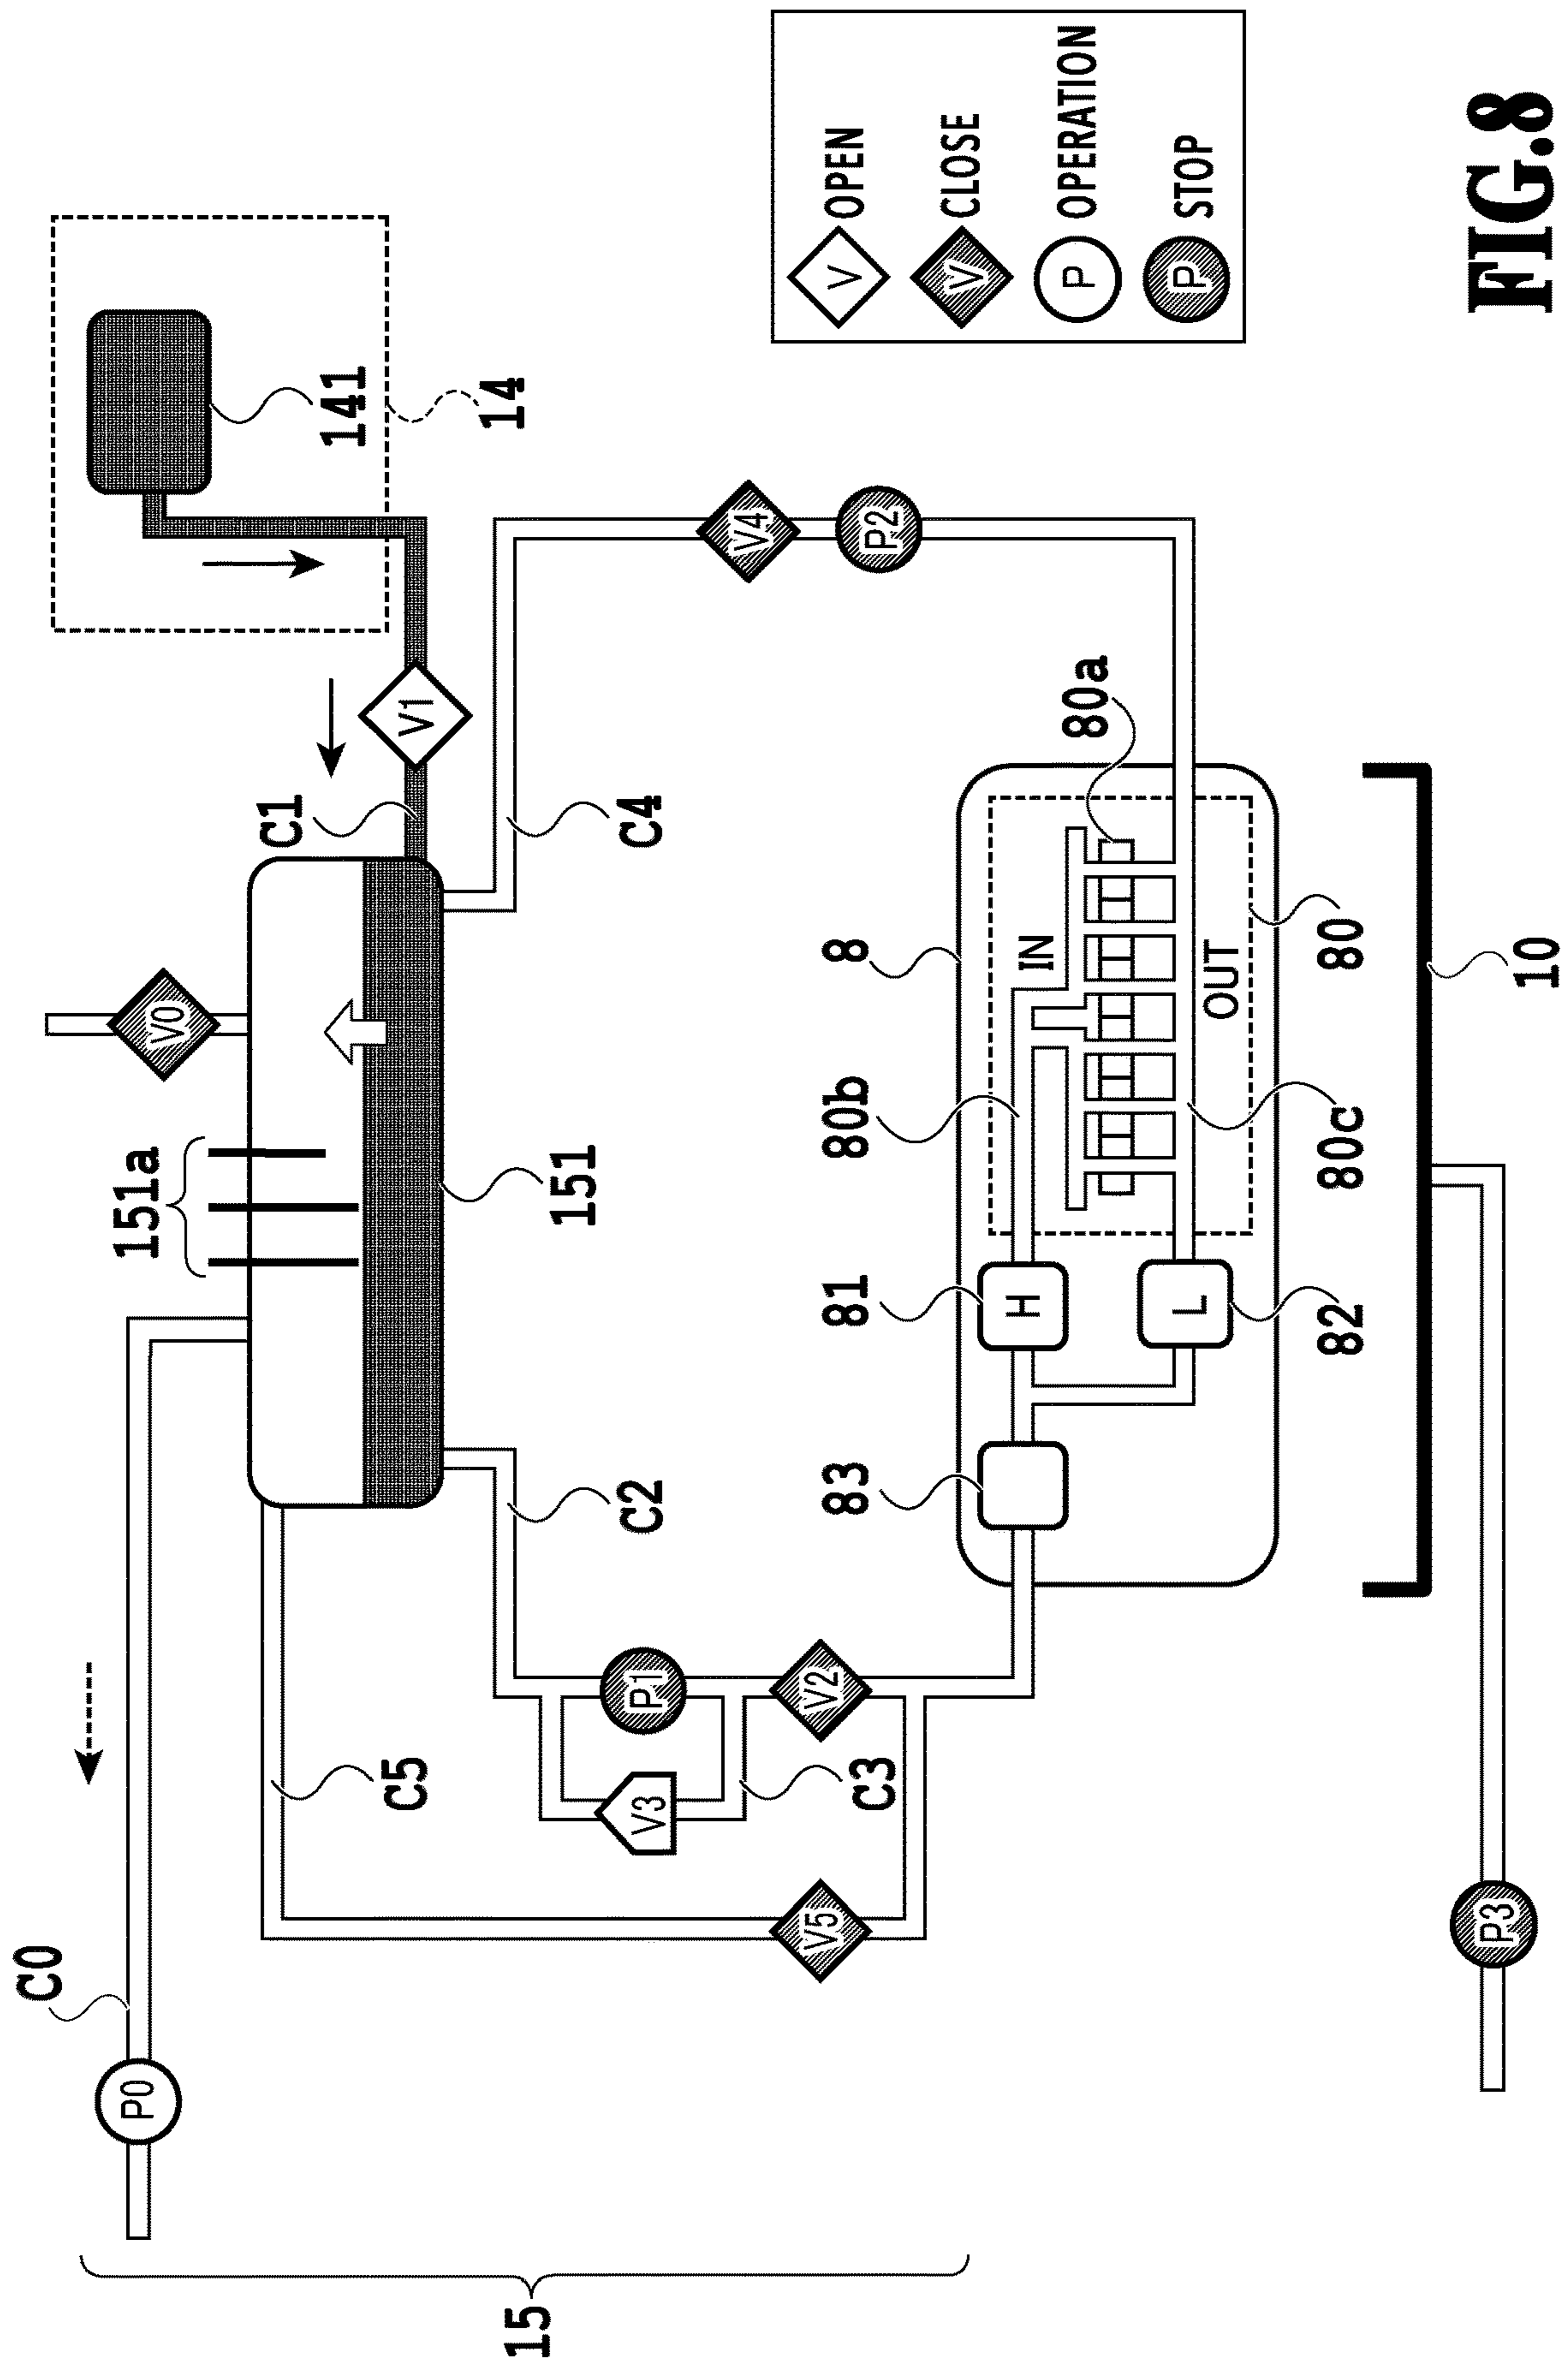 C0
P0
15
151a
V0
141
14
C1
V1
151
C5
C2
C4
P1
V3
C3
V2
V5
V4
P2
83
81
80b
8
80a
H
IN
L
OUT
82
80c
80
10
P3
V OPEN
V CLOSE
P OPERATION
P STOP
FIG.8